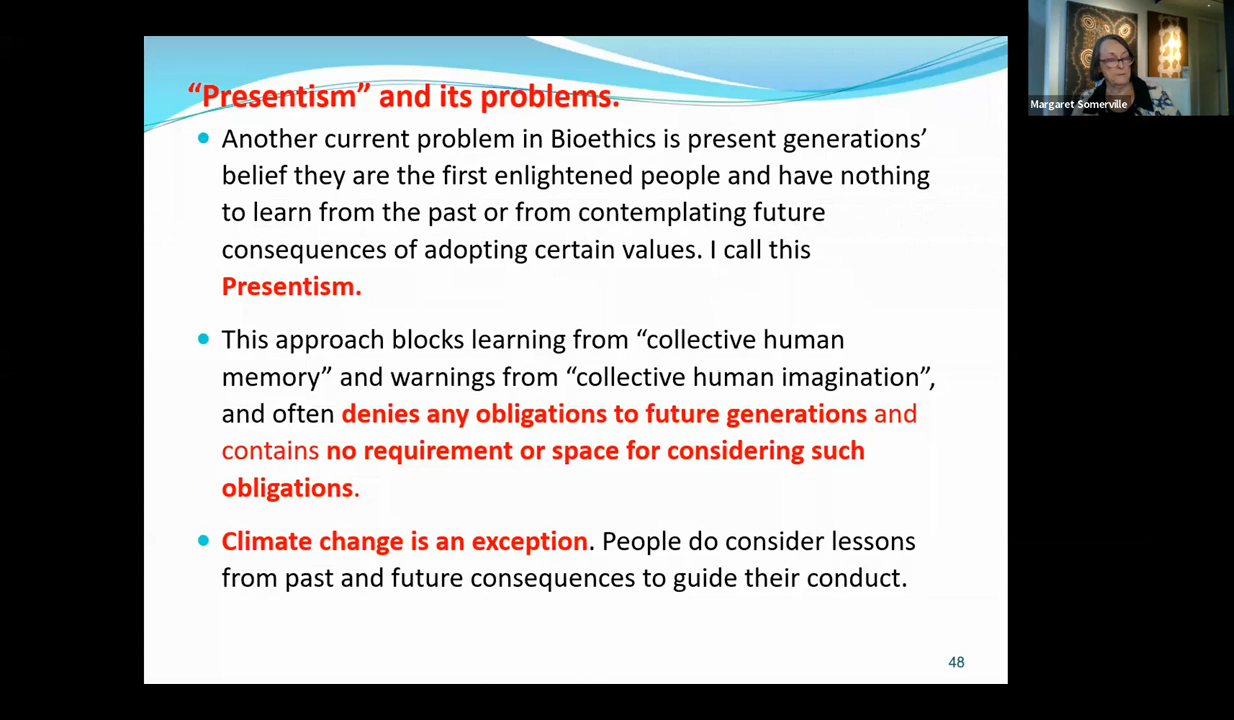 “Presentism” and its problems.
Another current problem in Bioethics is present generations’
belief they are the first enlightened people and have nothing
to learn from the past or from contemplating future
consequences of adopting certain values. I call this
Presentism.
This approach blocks learning from “collective human
memory” and warnings from “collective human imagination”,
and often denies any obligations to future generations and
contains no requirement or space for considering such
obligations.
Climate change is an exception. People do consider lessons
from past and future consequences to guide their conduct.
48
Margaret Somerville